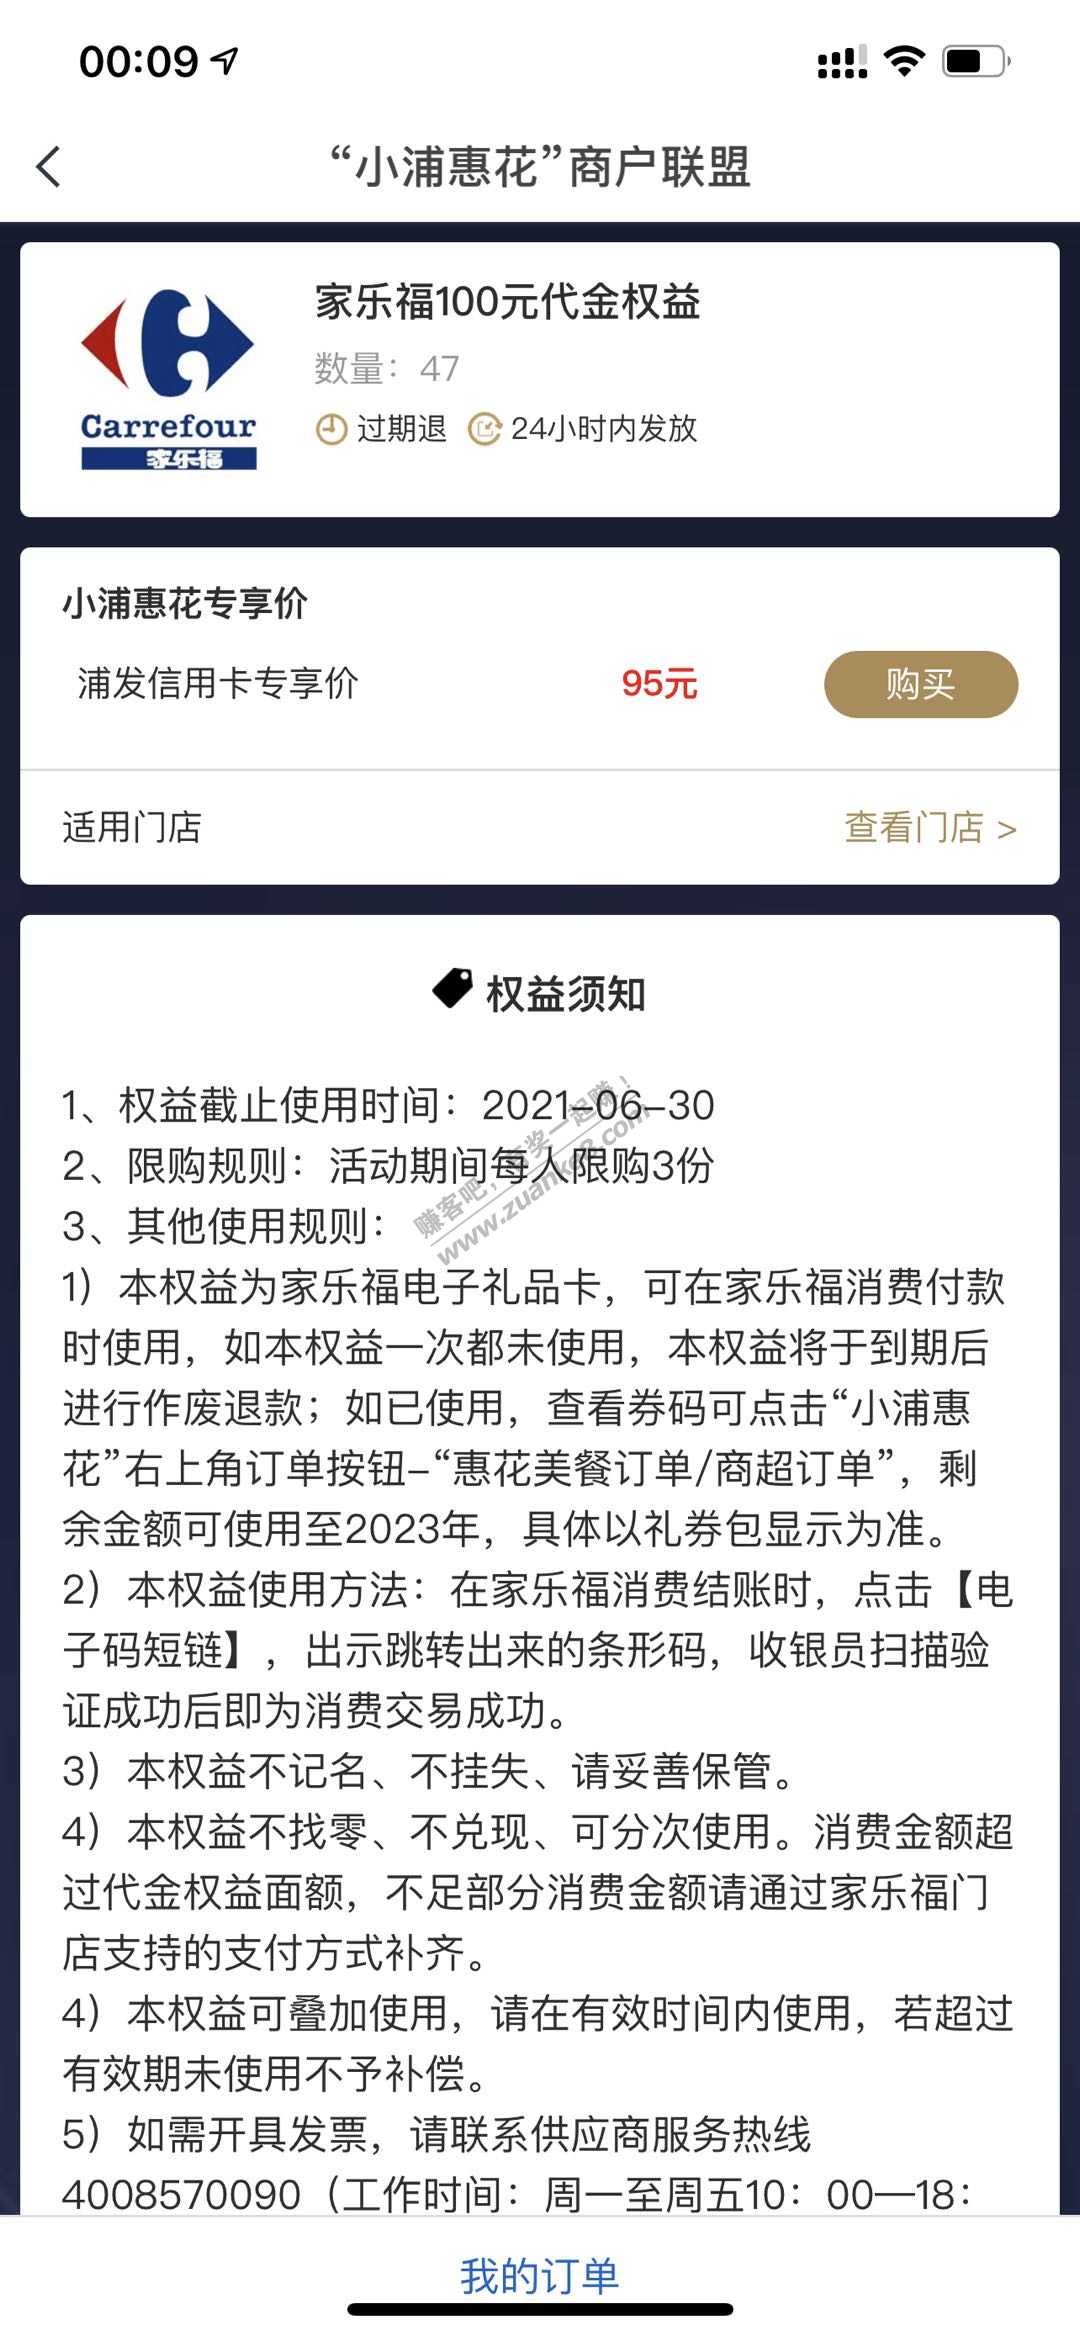 00:09
“小浦惠花”商户联盟
家乐福100元代金权益
数量：47
过期退 24小时内发放
Carrefour
家乐福
小浦惠花专享价
浦发信用卡专享价 95元 购买
适用门店 查看门店 >
权益须知
1、权益截止使用时间：2021-06-30
2、限购规则：活动期间每人限购3份
3、其他使用规则：
赚客吧，有奖一起赚！
www.zuanke8.com
1）本权益为家乐福电子礼品卡，可在家乐福消费付款
时使用，如本权益一次都未使用，本权益将于到期后
进行作废退款；如已使用，查看券码可点击“小浦惠
花”右上角订单按钮-“惠花美餐订单/商超订单”，剩
余金额可使用至2023年，具体以礼券包显示为准。
2）本权益使用方法：在家乐福消费结账时，点击【电
子码短链】，出示跳转出来的条形码，收银员扫描验
证成功后即为消费交易成功。
3）本权益不记名、不挂失、请妥善保管。
4）本权益不找零、不兑现、可分次使用。消费金额超
过代金权益面额，不足部分消费金额请通过家乐福门
店支持的支付方式补齐。
4）本权益可叠加使用，请在有效时间内使用，若超过
有效期未使用不予补偿。
5）如需开具发票，请联系供应商服务热线
4008570090（工作时间：周一至周五10：00—18：
我的订单